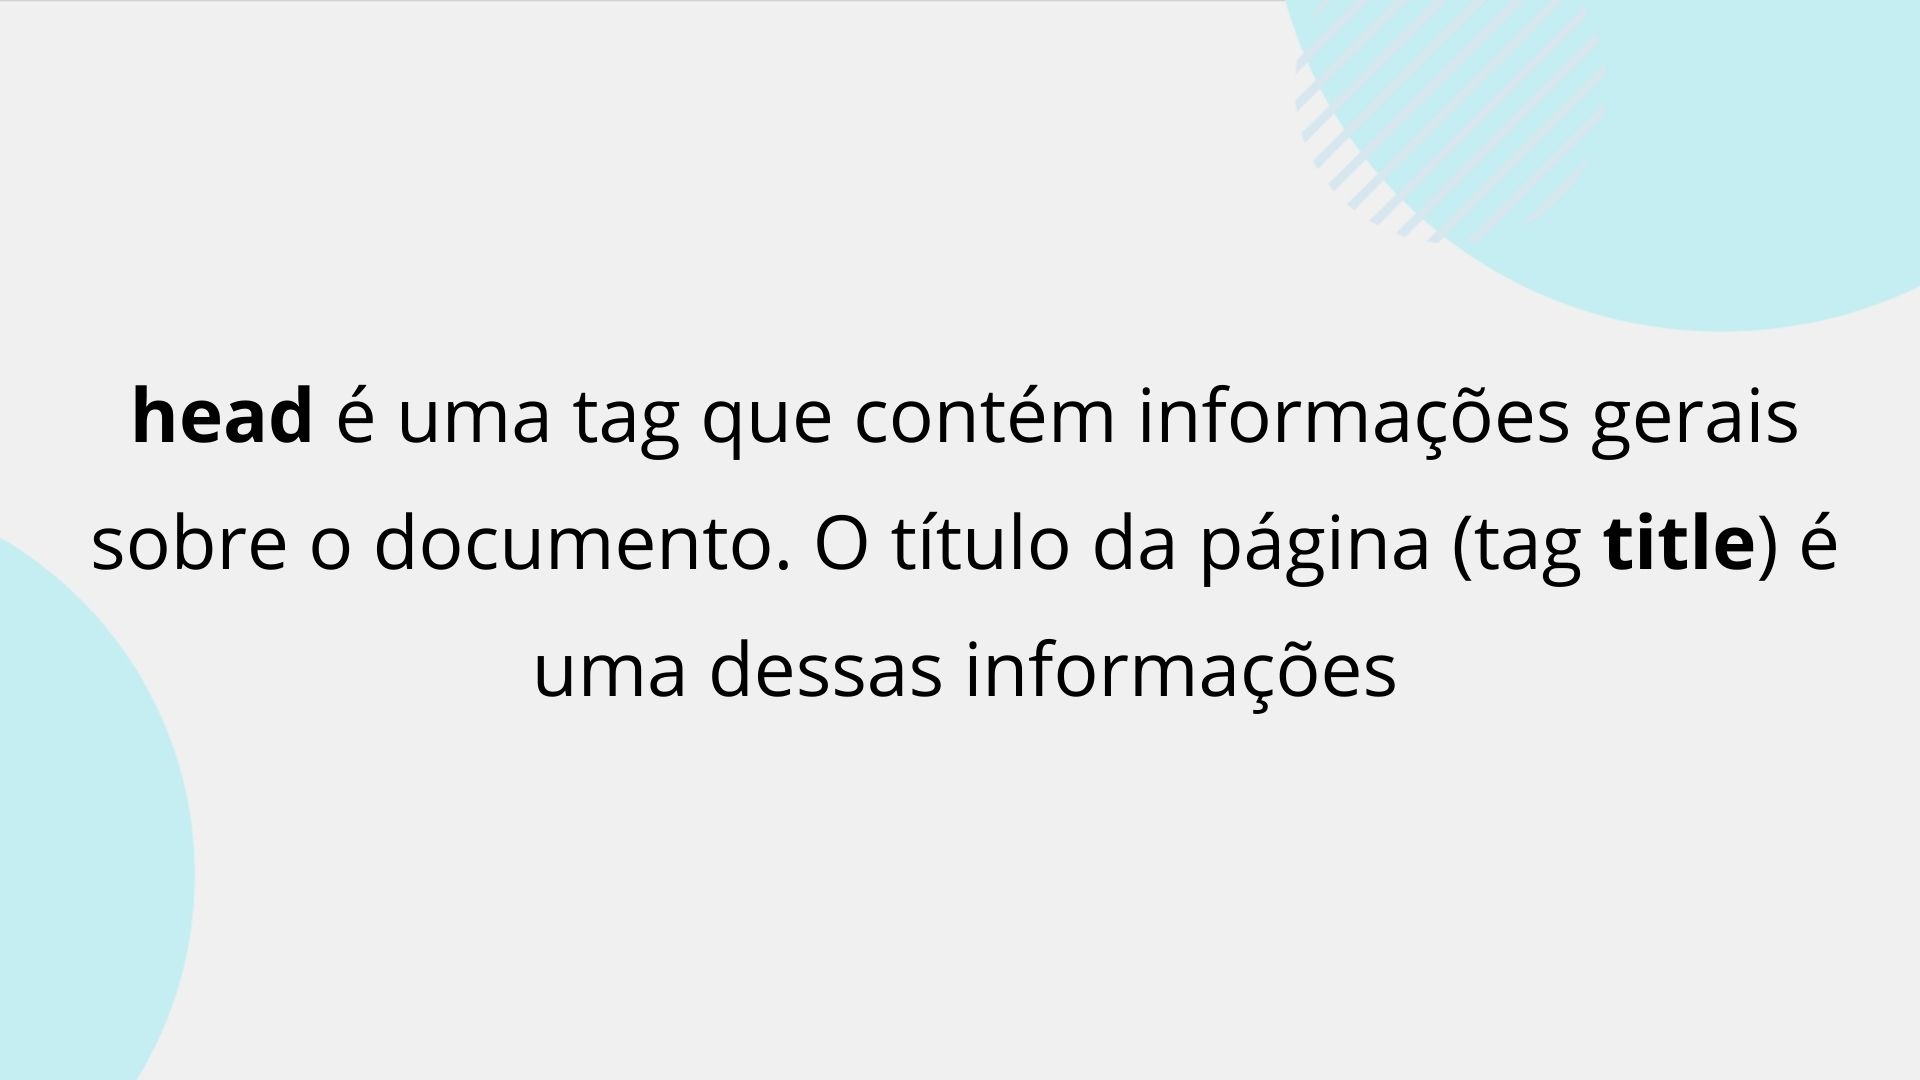 head é uma tag que contém informações gerais
sobre o documento. O título da página (tag title) é
uma dessas informações